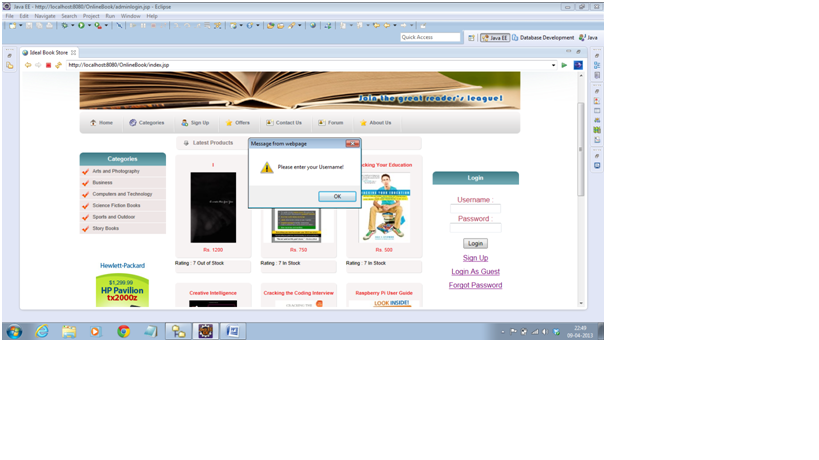 Java EE - http://localhost:8080/OnlineBook/adminlogin.jsp - Eclipse
File Edit Navigate Search Project Run Window Help
Quick Access
Java EE Database Development Java
Ideal Book Store
http://localhost:8080/OnlineBook/index.jsp
Join the great reader's league!
Home Categories Sign Up Offers Contact Us Forum About Us
Latest Products
Message from webpage
Please enter your Username!
OK
Categories
Arts and Photography
Business
Computers and Technology
Science Fiction Books
Sports and Outdoor
Story Books
Hewlett-Packard
$1,299.99
HP Pavilion
tx2000z
I
cking Your Education
Rs. 1200
Rs. 750
Rs. 500
Rating : 7 Out of Stock
Rating : 7 In Stock
Rating : 7 In Stock
Creative Intelligence
Cracking the Coding Interview
Raspberry Pi User Guide
LOOK INSIDE!
Login
Username
Password
Login
Sign Up
Login As Guest
Forgot Password
22:49
08-04-2013